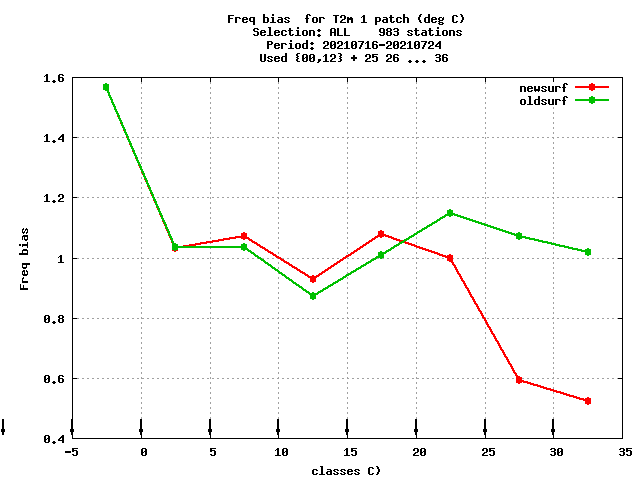 Freq bias  for T2m 1 patch (deg C)
Selection: ALL    983 stations
Period: 20210716-20210724
Used {00,12} + 25 26 ... 36
newsurf
oldsurf
1.6
1.4
1.2
1
0.8
0.6
0.4
Freq bias
-5 0 5 10 15 20 25 30 35
classes C)